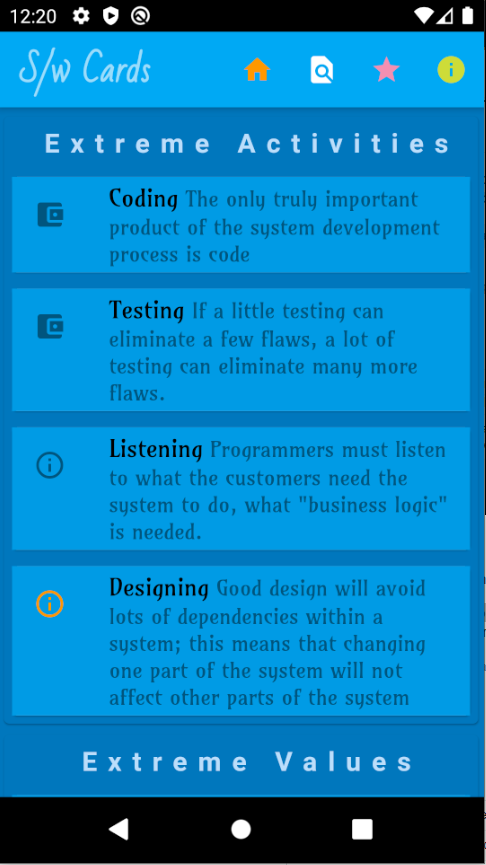 12:20
S/w Cards
Extreme Activities
Coding The only truly important
product of the system development
process is code
Testing If a little testing can
eliminate a few flaws, a lot of
testing can eliminate many more
flaws.
Listening Programmers must listen
to what the customers need the
system to do, what "business logic"
is needed.
Designing Good design will avoid
lots of dependencies within a
system; this means that changing
one part of the system will not
affect other parts of the system
Extreme Values